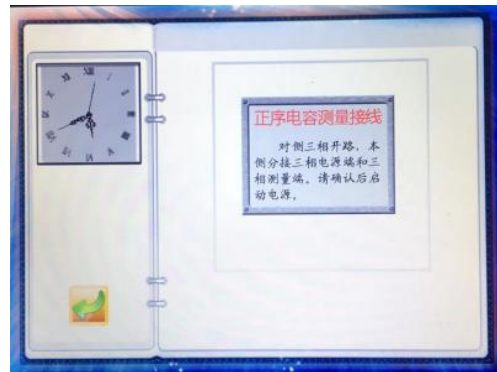 正序电容测量接线
对侧三相开路，本
侧分接三相电源端和三
相测量端。请确认后启
动电源。